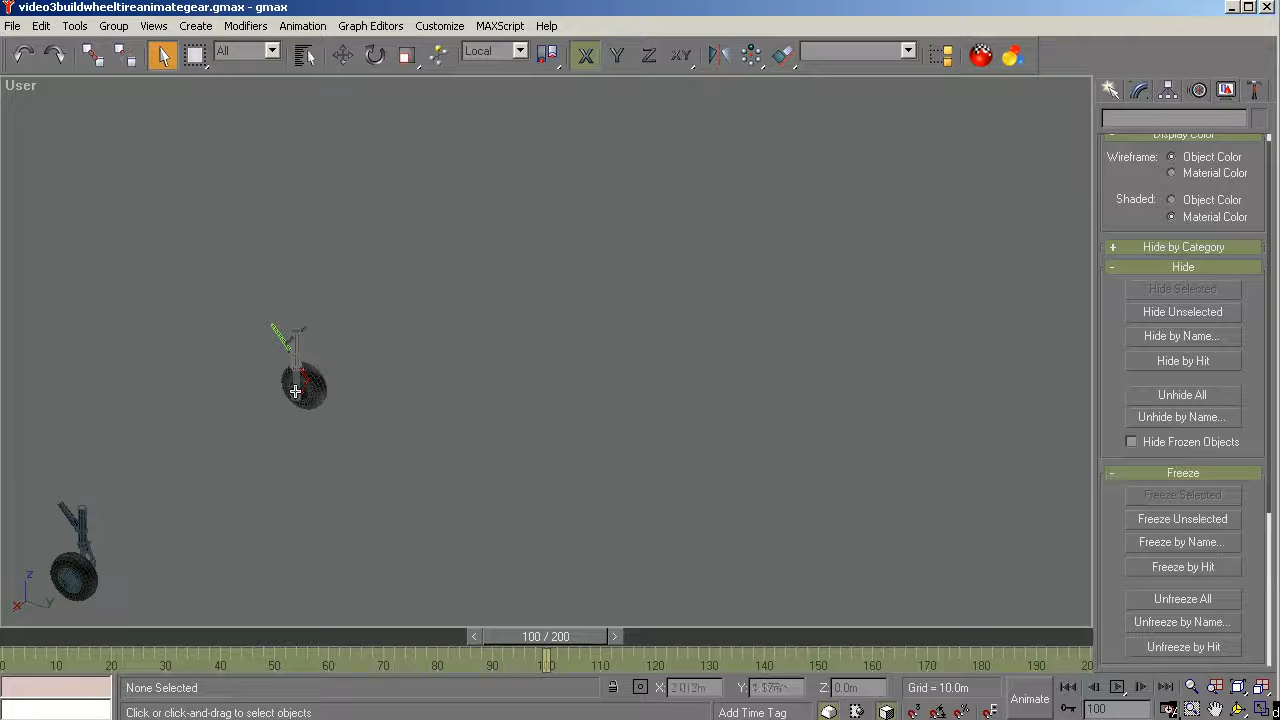 video3buildwheeltireanimategear.gmax - gmax
File Edit Tools Group Views Create Modifiers Animation Graph Editors Customize MAXScript Help
All Local X Y Z XY
User
Display Color
Wireframe: Object Color
Material Color
Shaded: Object Color
Material Color
+ Hide by Category
- Hide
Hide Selected
Hide Unselected
Hide by Name...
Hide by Hit
Unhide All
Unhide by Name...
Hide Frozen Objects
- Freeze
Freeze Selected
Freeze Unselected
Freeze by Name...
Freeze by Hit
Unfreeze All
Unfreeze by Name...
Unfreeze by Hit
z
x y
< 100 / 200 >
0 10 20 30 40 50 60 70 80 90 100 110 120 130 140 150 160 170 180 190 20
None Selected X: Y: Z: 0.0m Grid = 10.0m Animate
Click or click-and-drag to select objects Add Time Tag 100